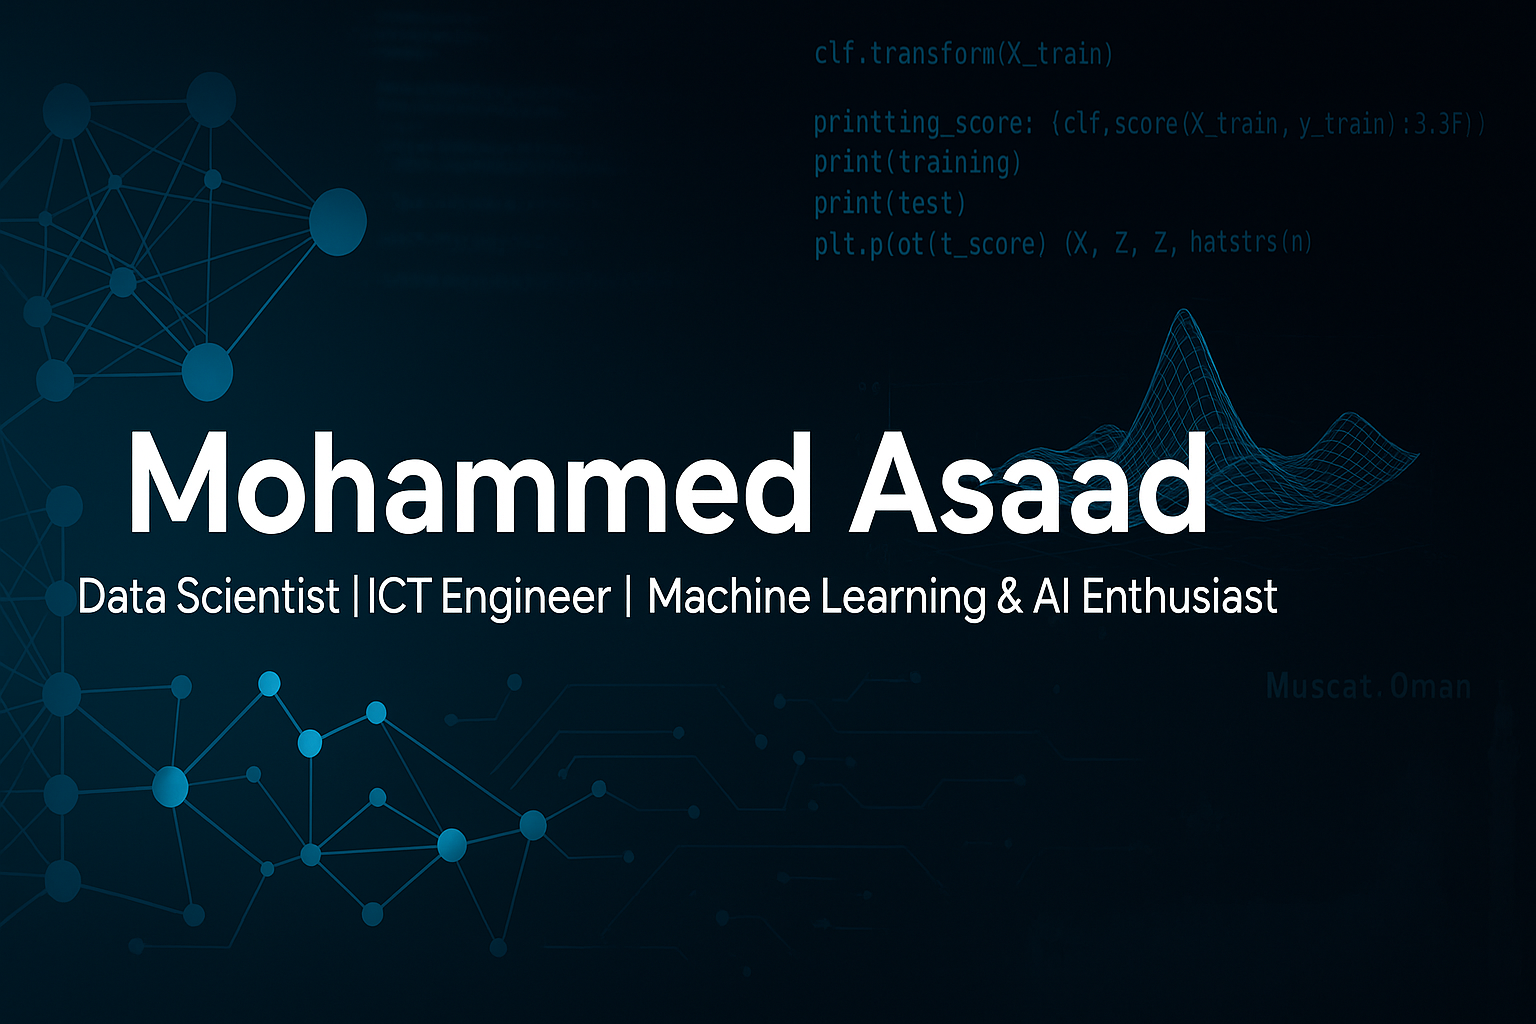 clf.transform(X_train)
printting_score: (clf,score(X_train, y_train):3.3F))
print(training)
print(test)
plt.p(ot(t_score) (X, Z, Z, hatstrs(n)
Mohammed Asaad
Data Scientist | ICT Engineer | Machine Learning & AI Enthusiast
Muscat. Oman